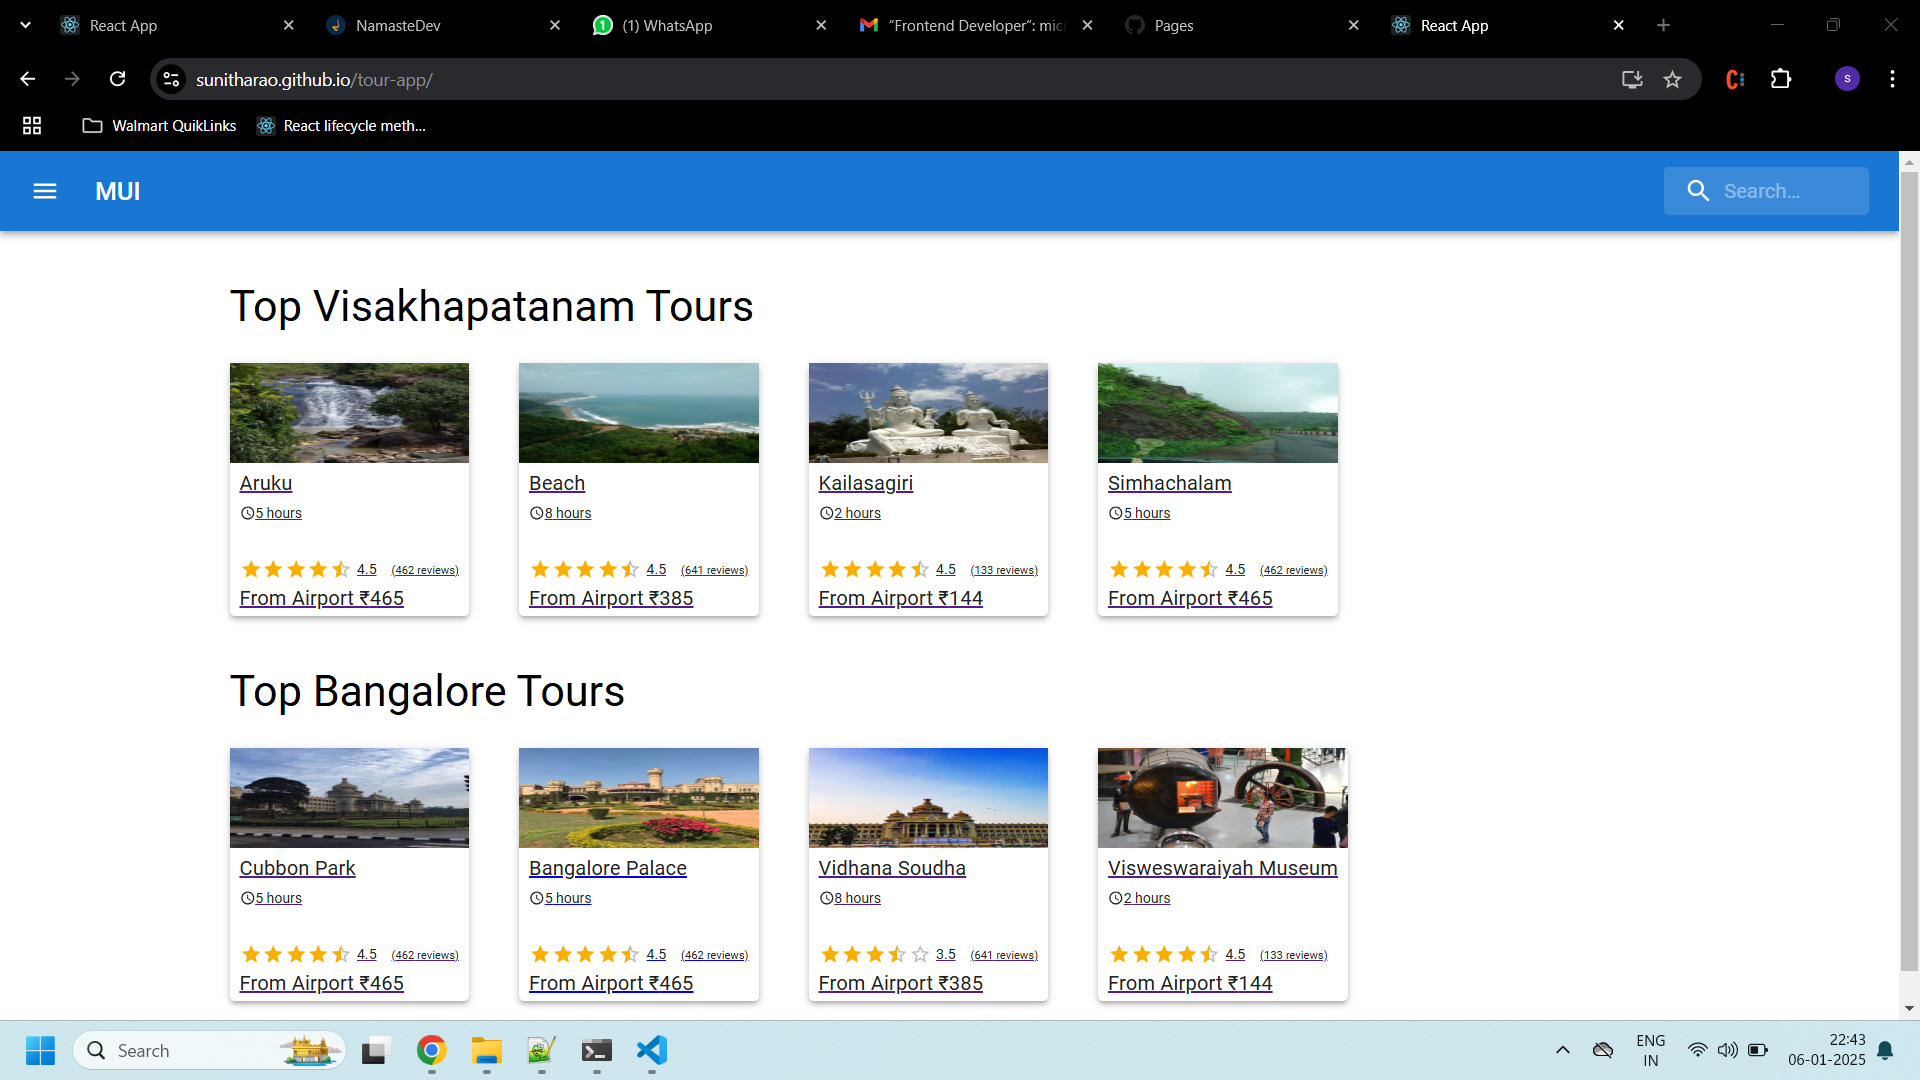 React App
NamasteDev
(1) WhatsApp
“Frontend Developer”: mic
Pages
React App
sunitharao.github.io/tour-app/
S
Walmart QuikLinks
React lifecycle meth...
MUI
Search...
Top Visakhapatanam Tours
Aruku
5 hours
4.5 (462 reviews)
From Airport ₹465
Beach
8 hours
4.5 (641 reviews)
From Airport ₹385
Kailasagiri
2 hours
4.5 (133 reviews)
From Airport ₹144
Simhachalam
5 hours
4.5 (462 reviews)
From Airport ₹465
Top Bangalore Tours
Cubbon Park
5 hours
4.5 (462 reviews)
From Airport ₹465
Bangalore Palace
5 hours
4.5 (462 reviews)
From Airport ₹465
Vidhana Soudha
8 hours
3.5 (641 reviews)
From Airport ₹385
Visweswaraiyah Museum
2 hours
4.5 (133 reviews)
From Airport ₹144
Search
ENG
IN
22:43
06-01-2025